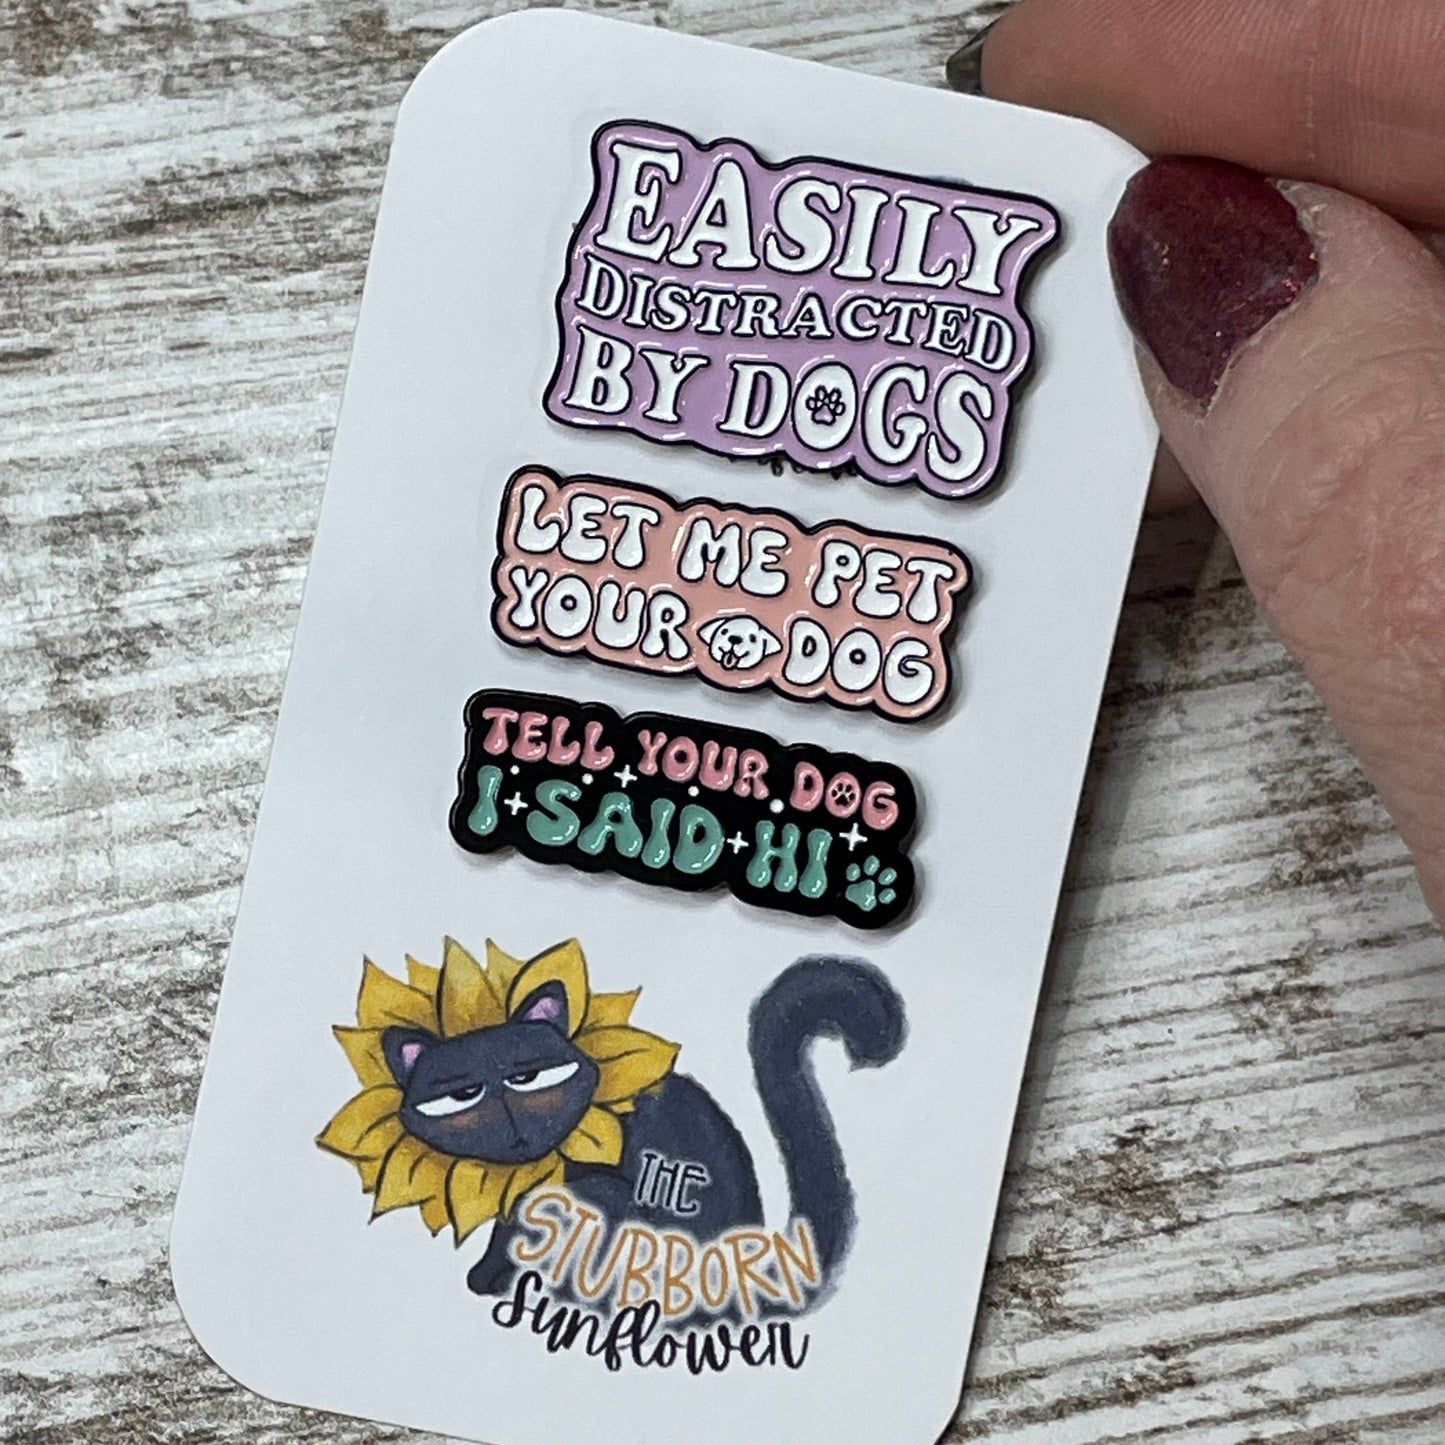 EASILY
DISTRACTED
BY DOGS
LET ME PET
YOUR DOG
TELL YOUR DOG
I SAID HI
THE
STUBBORN
Sunflower